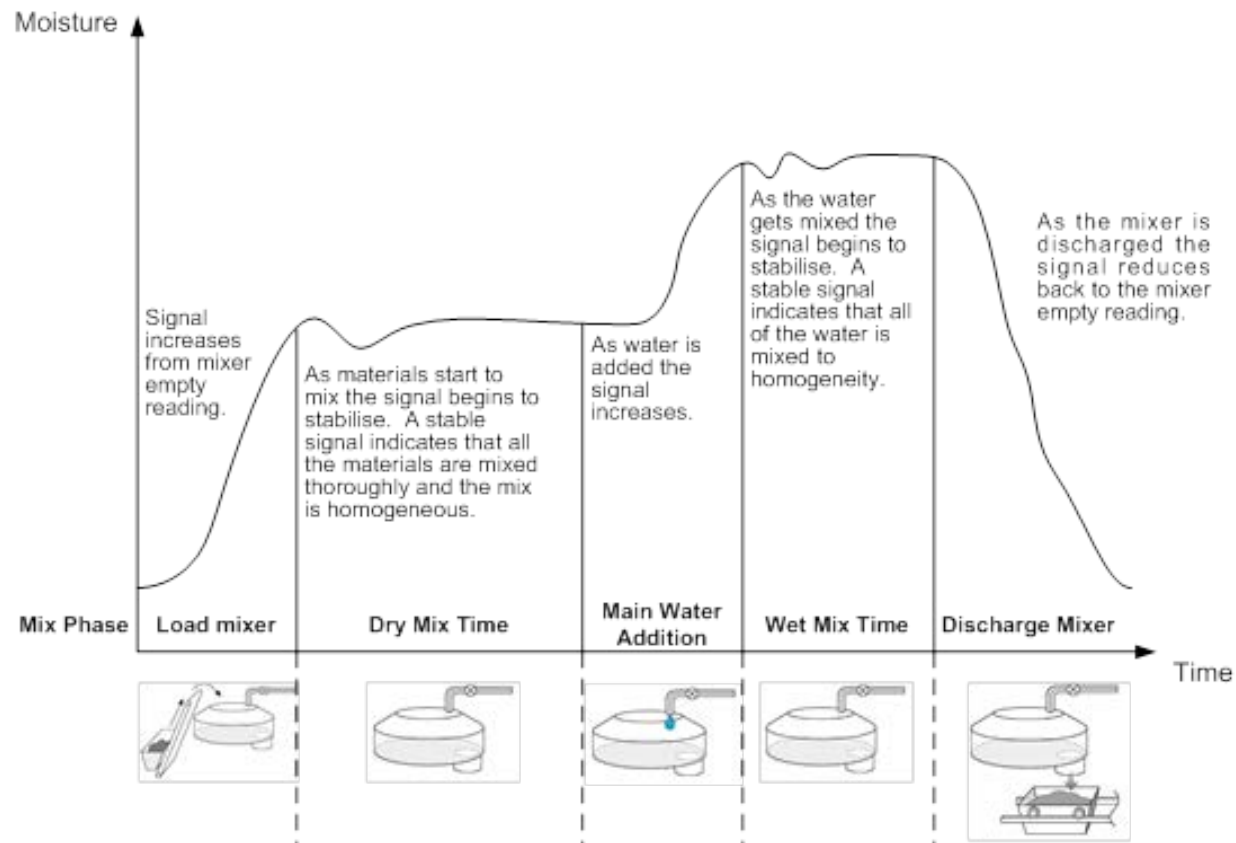 Moisture
Signal
increases
from mixer
empty
reading.
As materials start to
mix the signal begins to
stabilise.  A stable
signal indicates that all
the materials are mixed
thoroughly and the mix
is homogeneous.
As water is
added the
signal
increases.
As the water
gets mixed the
signal begins to
stabilise.  A
stable signal
indicates that all
of the water is
mixed to
homogeneity.
As the mixer is
discharged the
signal reduces
back to the mixer
empty reading.
Mix Phase
Load mixer
Dry Mix Time
Main Water
Addition
Wet Mix Time
Discharge Mixer
Time